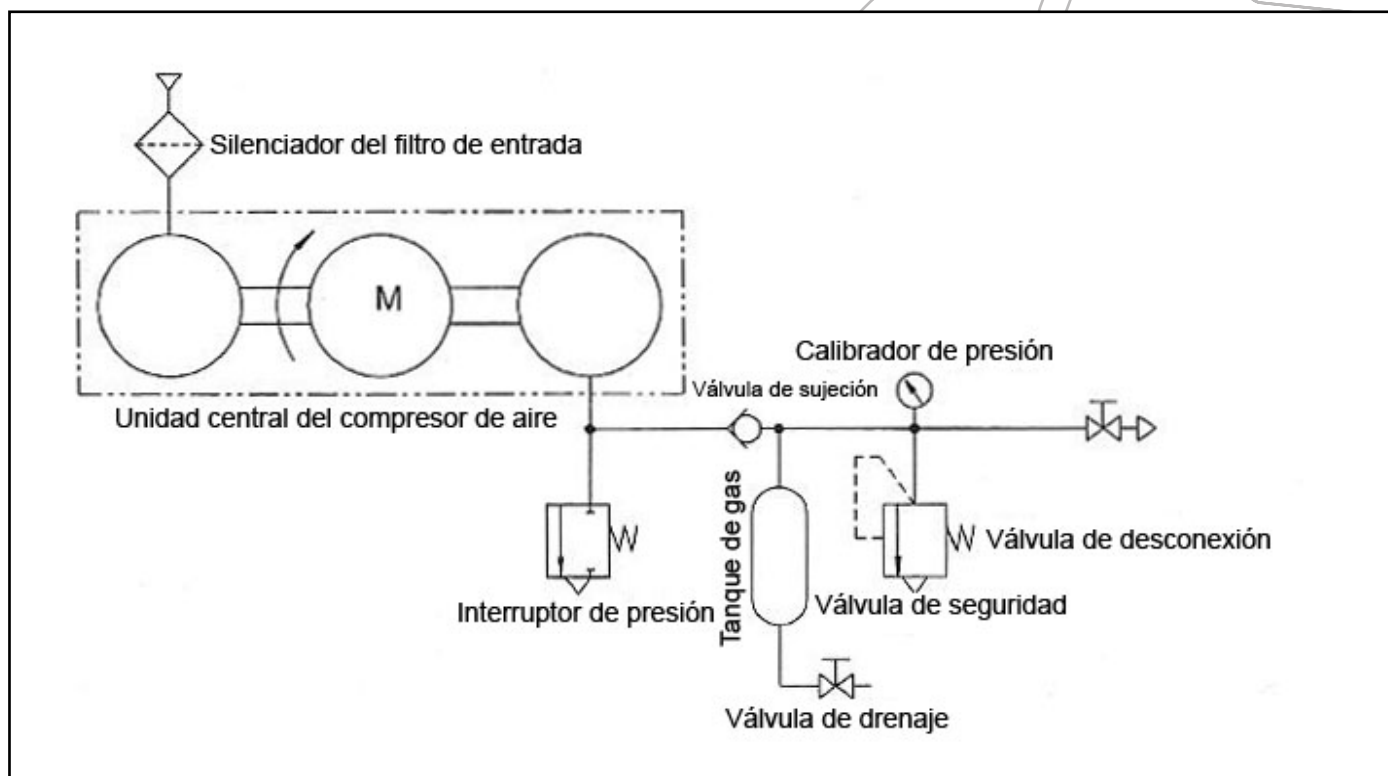 Silenciador del filtro de entrada
M
Unidad central del compresor de aire
Calibrador de presión
Válvula de sujeción
Tanque de gas
Válvula de desconexión
Interruptor de presión
Válvula de seguridad
Válvula de drenaje